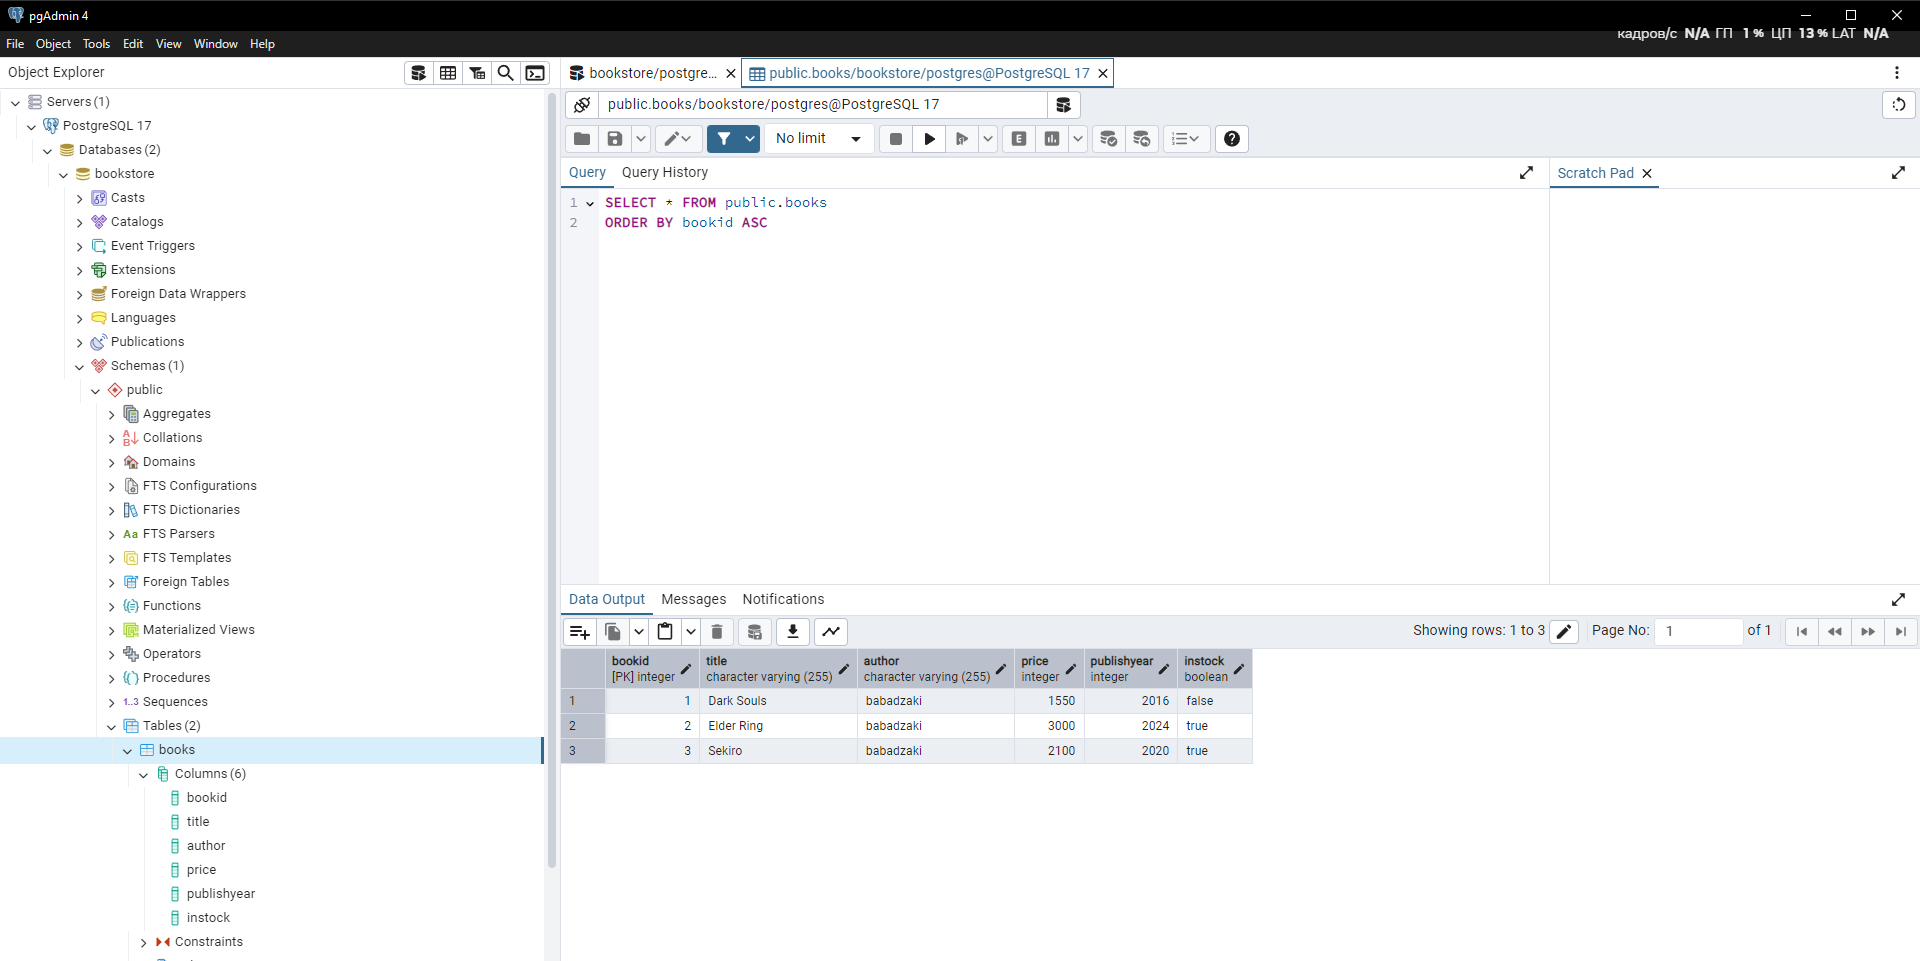 pgAdmin 4
File Object Tools Edit View Window Help
кадров/с N/A ГП 1 % ЦП 13 % LAT N/A
Object Explorer
Servers (1)
PostgreSQL 17
Databases (2)
bookstore
Casts
Catalogs
Event Triggers
Extensions
Foreign Data Wrappers
Languages
Publications
Schemas (1)
public
Aggregates
Collations
Domains
FTS Configurations
FTS Dictionaries
FTS Parsers
FTS Templates
Foreign Tables
Functions
Materialized Views
Operators
Procedures
Sequences
Tables (2)
books
Columns (6)
bookid
title
author
price
publishyear
instock
Constraints
bookstore/postgre... public.books/bookstore/postgres@PostgreSQL 17
public.books/bookstore/postgres@PostgreSQL 17
No limit
Query Query History
Scratch Pad
1 SELECT * FROM public.books
2 ORDER BY bookid ASC
Data Output Messages Notifications
Showing rows: 1 to 3 Page No: 1 of 1
bookid title author price publishyear instock
[PK] integer character varying (255) character varying (255) integer integer boolean
1 1 Dark Souls babadzaki 1550 2016 false
2 2 Elder Ring babadzaki 3000 2024 true
3 3 Sekiro babadzaki 2100 2020 true